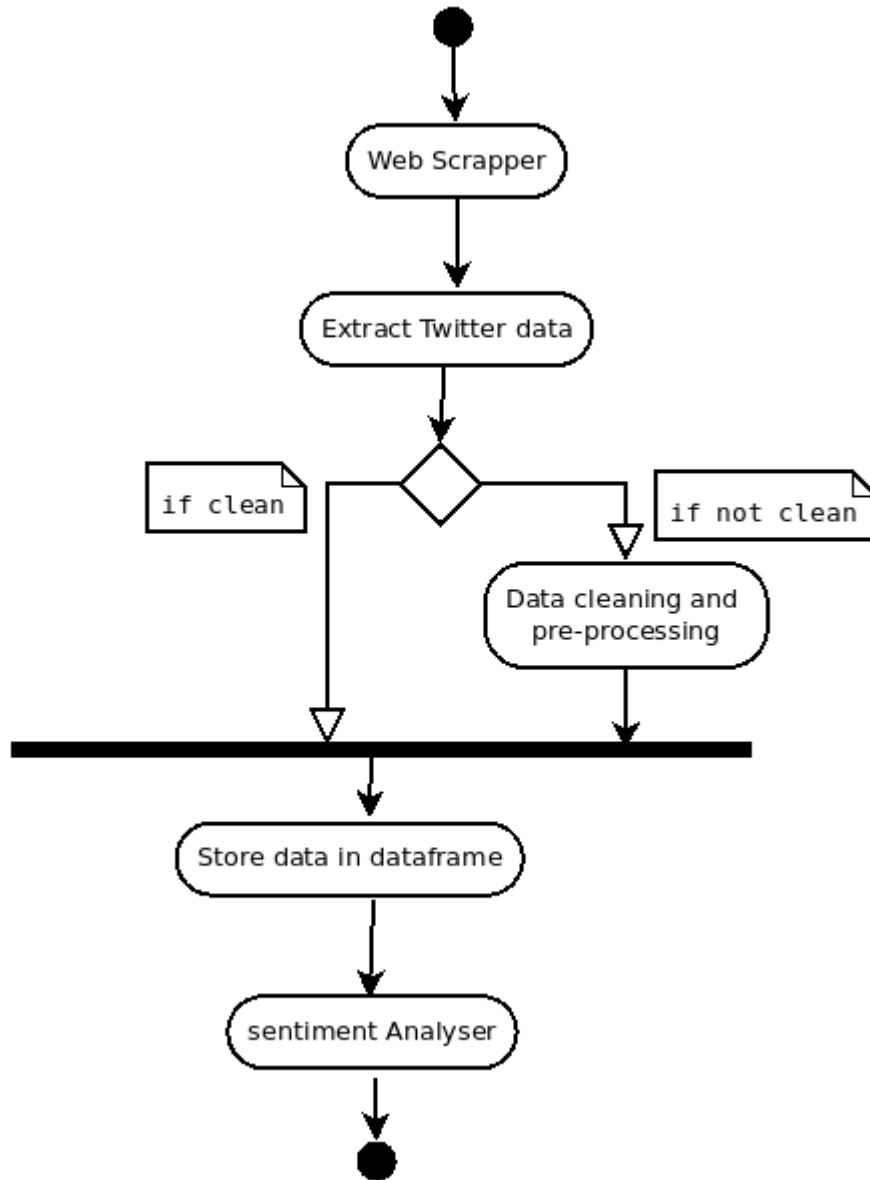 Web Scrapper
Extract Twitter data
if clean
if not clean
Data cleaning and
pre-processing
Store data in dataframe
sentiment Analyser